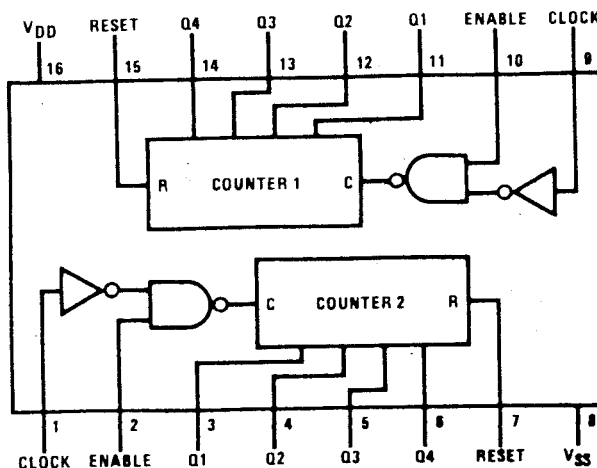 VDD RESET Q4 Q3 Q2 Q1 ENABLE CLOCK
16 15 14 13 12 11 10 9
R COUNTER 1 C
C COUNTER 2 R
1 2 3 4 5 6 7 8
CLOCK ENABLE Q1 Q2 Q3 Q4 RESET VSS